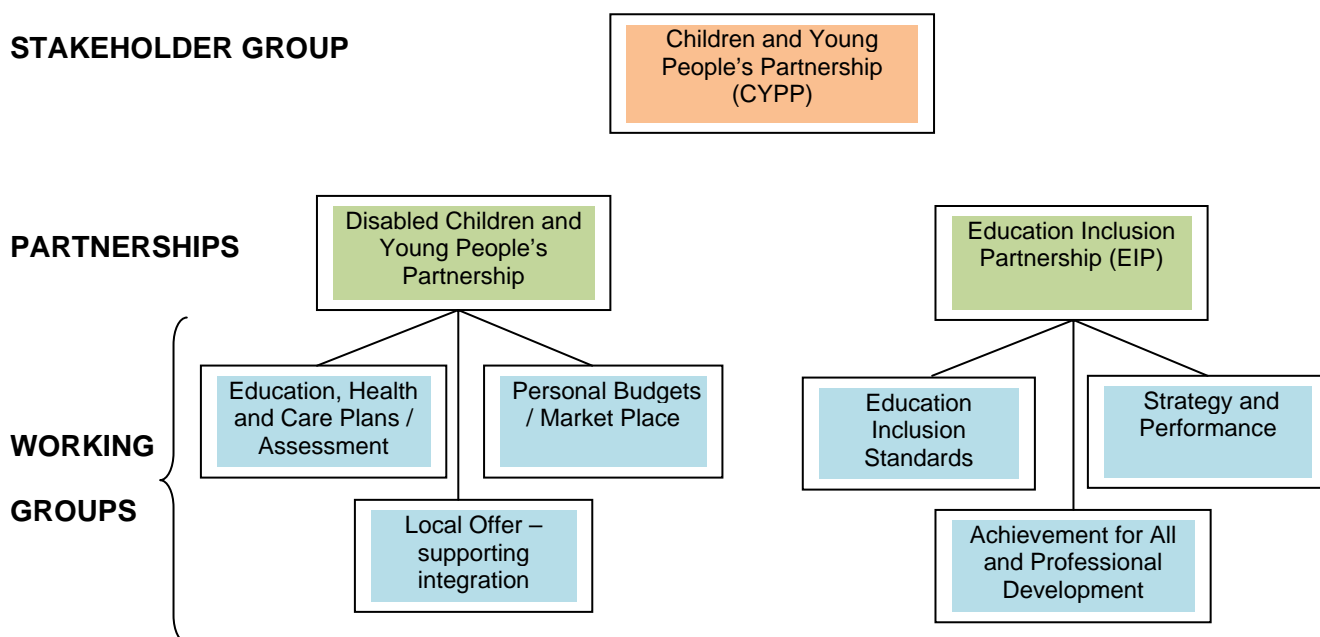 STAKEHOLDER GROUP
Children and Young
People’s Partnership
(CYPP)
PARTNERSHIPS
Disabled Children and
Young People’s
Partnership
Education Inclusion
Partnership (EIP)
WORKING
GROUPS
Education, Health
and Care Plans /
Assessment
Personal Budgets
/ Market Place
Local Offer –
supporting
integration
Education
Inclusion
Standards
Strategy and
Performance
Achievement for All
and Professional
Development